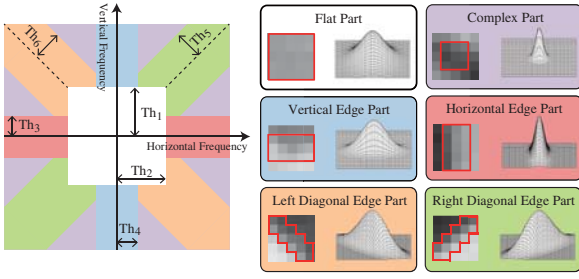 Vertical Frequency
Horizontal Frequency
Th6
Th5
Th1
Th3
Th2
Th4
Flat Part
Complex Part
Vertical Edge Part
Horizontal Edge Part
Left Diagonal Edge Part
Right Diagonal Edge Part